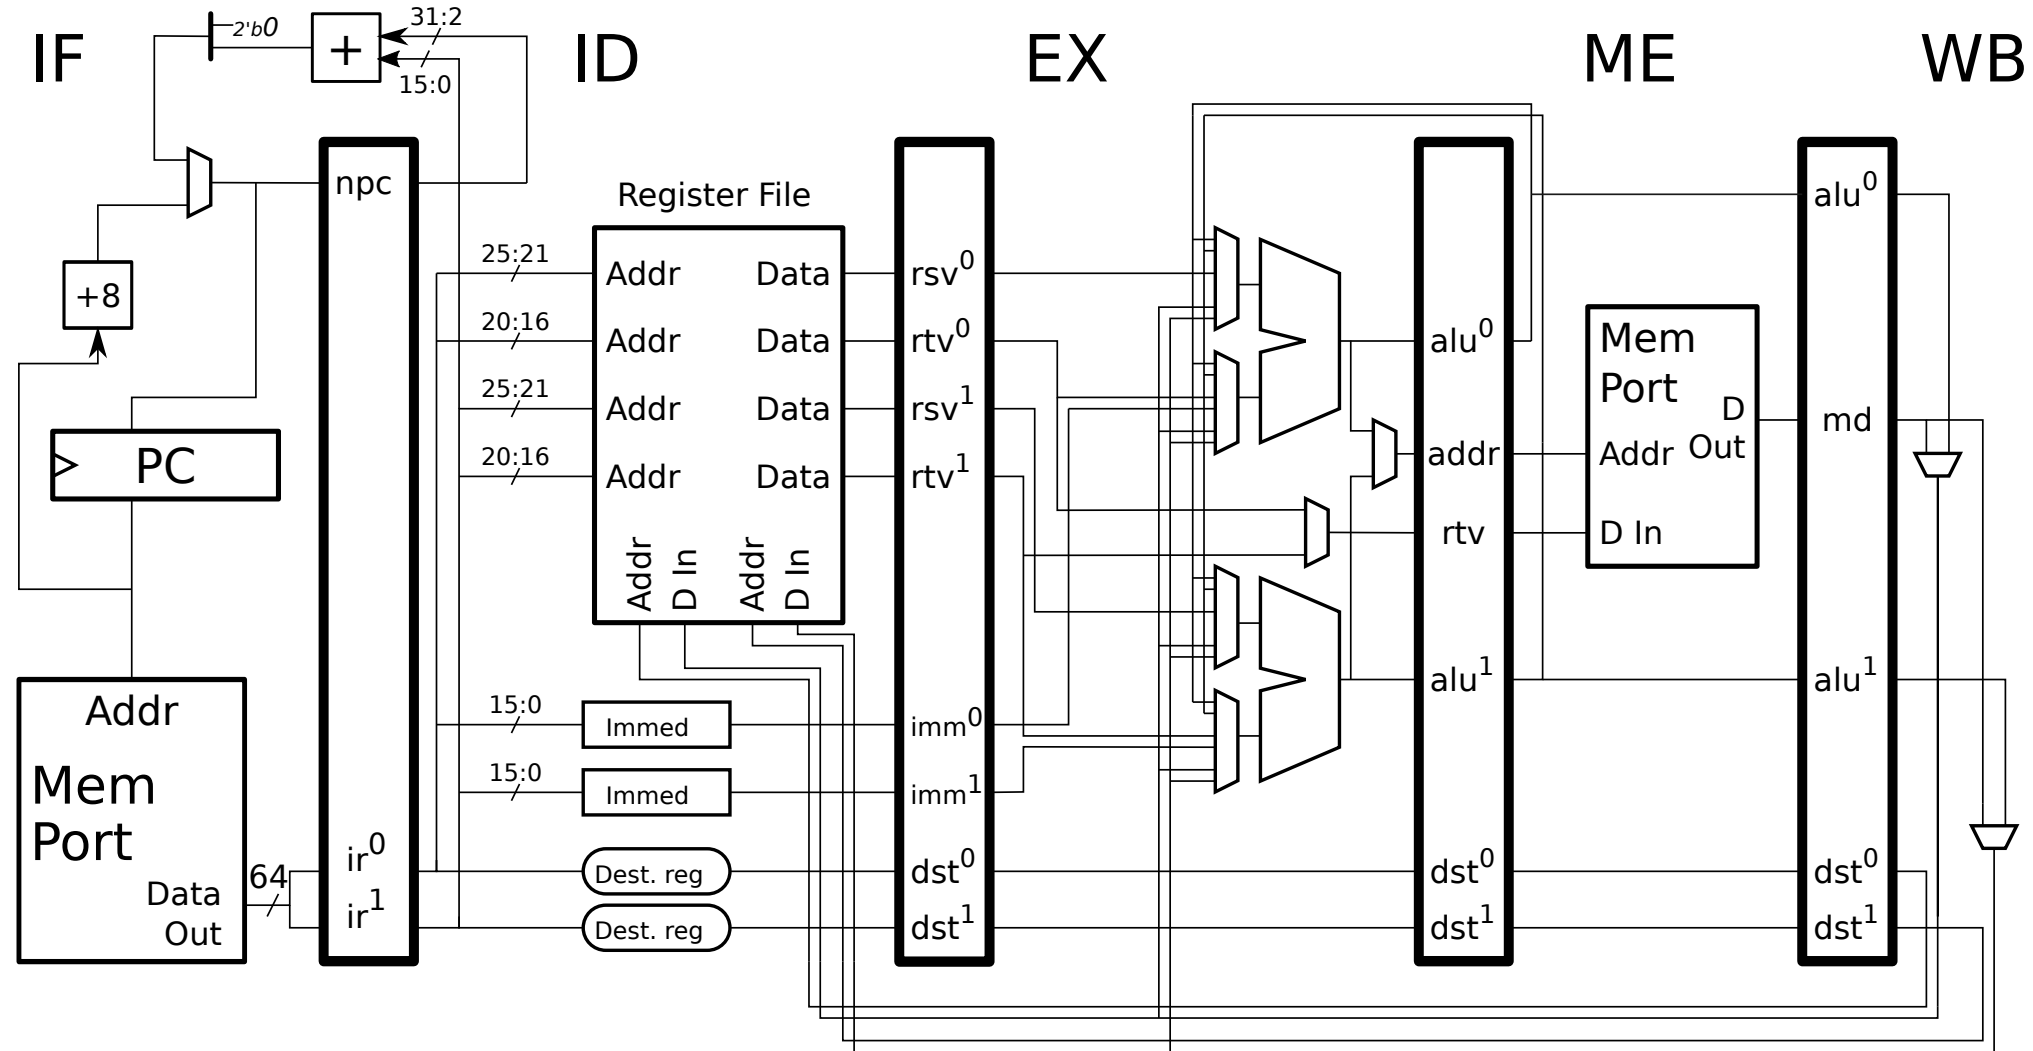 IF
ID
EX
ME
WB
2'b0
+
31:2
15:0
npc
+8
PC
Addr
Mem
Port
Data
Out
64
ir0
ir1
Register File
25:21
20:16
25:21
20:16
Addr Data
Addr Data
Addr Data
Addr Data
Addr
D In
Addr
D In
15:0
Immed
15:0
Immed
Dest. reg
Dest. reg
rsv0
rtv0
rsv1
rtv1
imm0
imm1
dst0
dst1
alu0
addr
rtv
alu1
dst0
dst1
Mem
Port
D
Out
Addr
D In
alu0
md
alu1
dst0
dst1